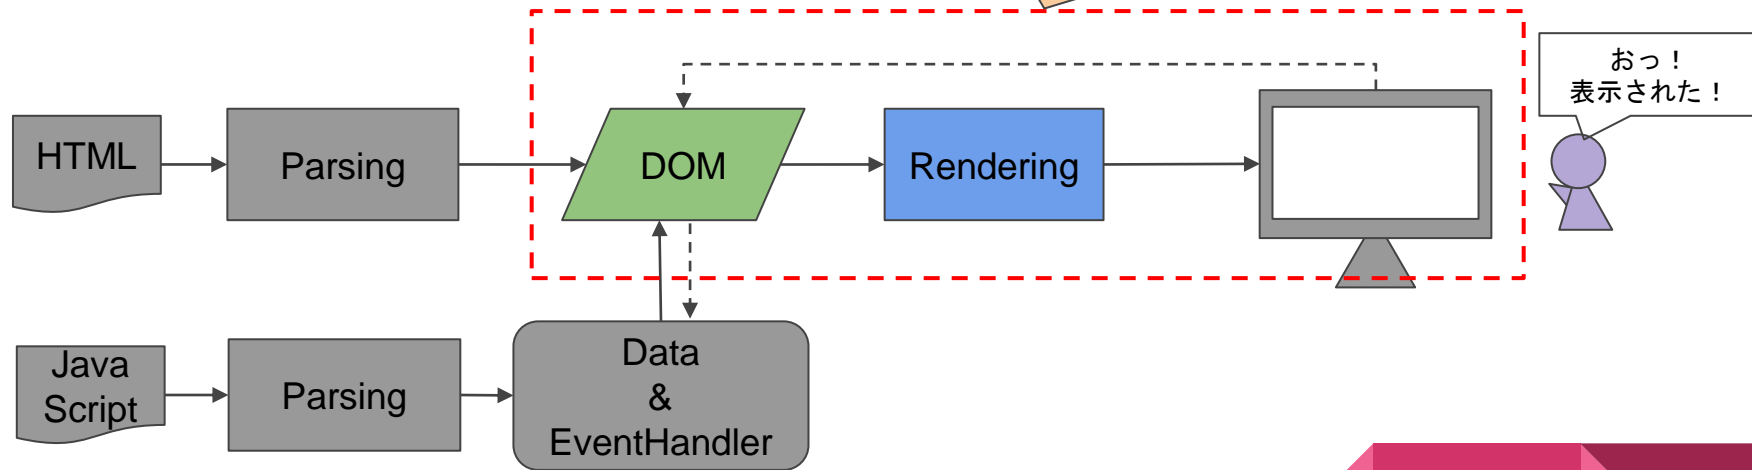 おっ！
表示された！
HTML
Parsing
DOM
Rendering
Java
Script
Parsing
Data
&
EventHandler